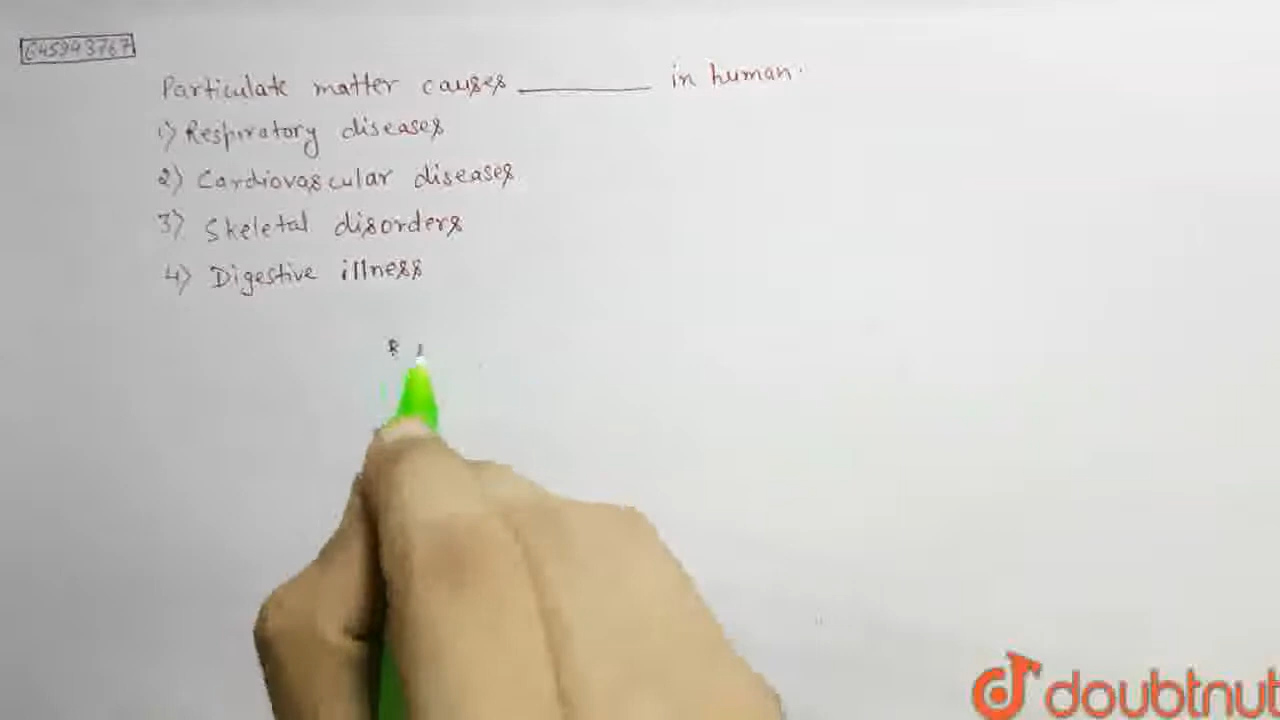 645943767
Particulate matter causes ________ in human.
1) Respiratory diseases
2) Cardiovascular diseases
3) Skeletal disorders
4) Digestive illness
doubtnut